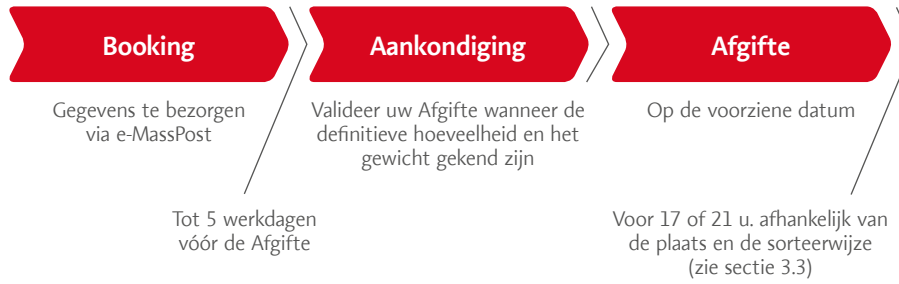 Booking
Aankondiging
Afgifte
Gegevens te bezorgen
via e-MassPost
Valideer uw Afgifte wanneer de
definitieve hoeveelheid en het
gewicht gekend zijn
Op de voorziene datum
Tot 5 werkdagen
vóór de Afgifte
Voor 17 of 21 u. afhankelijk van
de plaats en de sorteerwijze
(zie sectie 3.3)